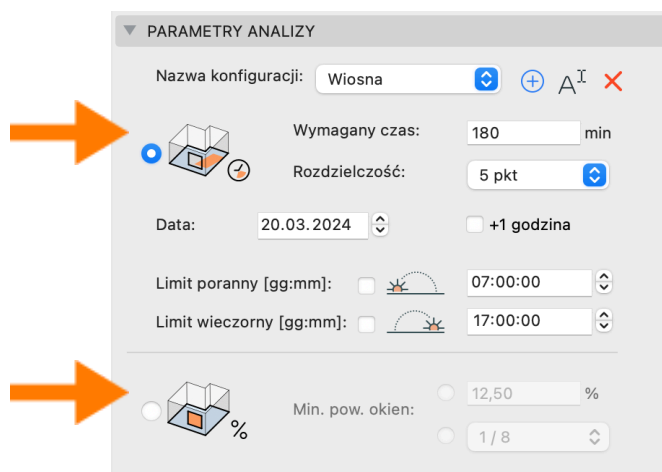 PARAMETRY ANALIZY
Nazwa konfiguracji: Wiosna
Wymagany czas: 180 min
Rozdzielczość: 5 pkt
Data: 20.03.2024 +1 godzina
Limit poranny [gg:mm]: 07:00:00
Limit wieczorny [gg:mm]: 17:00:00
%
Min. pow. okien: 12,50 %
1 / 8